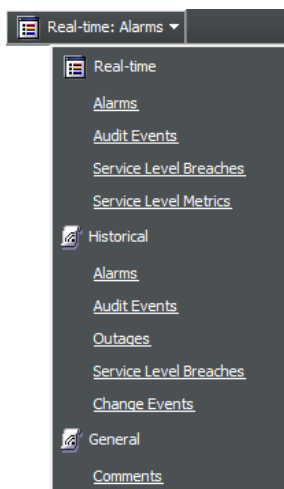 Real-time: Alarms
Real-time
Alarms
Audit Events
Service Level Breaches
Service Level Metrics
Historical
Alarms
Audit Events
Outages
Service Level Breaches
Change Events
General
Comments